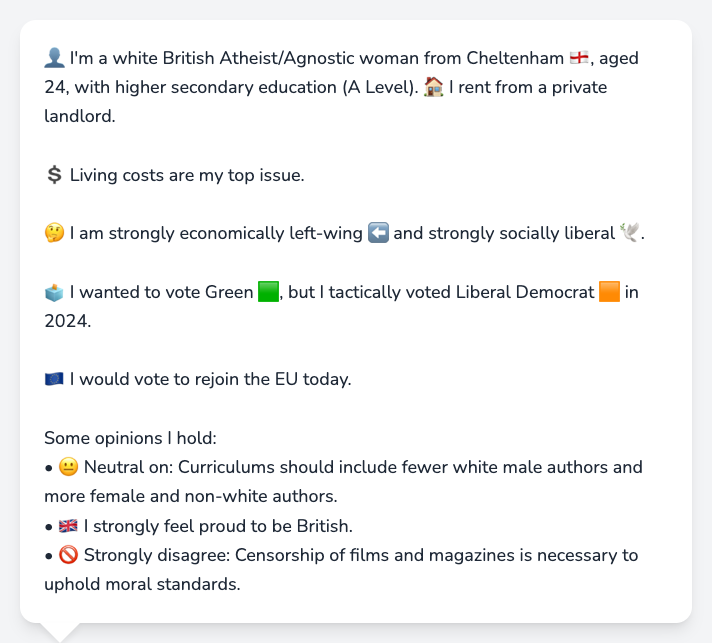 👤 I'm a white British Atheist/Agnostic woman from Cheltenham 🏴󠁧󠁢󠁥󠁮󠁧󠁿, aged
24, with higher secondary education (A Level). 🏠 I rent from a private
landlord.
💲 Living costs are my top issue.
🤔 I am strongly economically left-wing ⬅️ and strongly socially liberal 🕊️.
🗳️ I wanted to vote Green 🟩, but I tactically voted Liberal Democrat 🟧 in
2024.
🇪🇺 I would vote to rejoin the EU today.
Some opinions I hold:
• 😐 Neutral on: Curriculums should include fewer white male authors and
more female and non-white authors.
• 🇬🇧 I strongly feel proud to be British.
• 🚫 Strongly disagree: Censorship of films and magazines is necessary to
uphold moral standards.